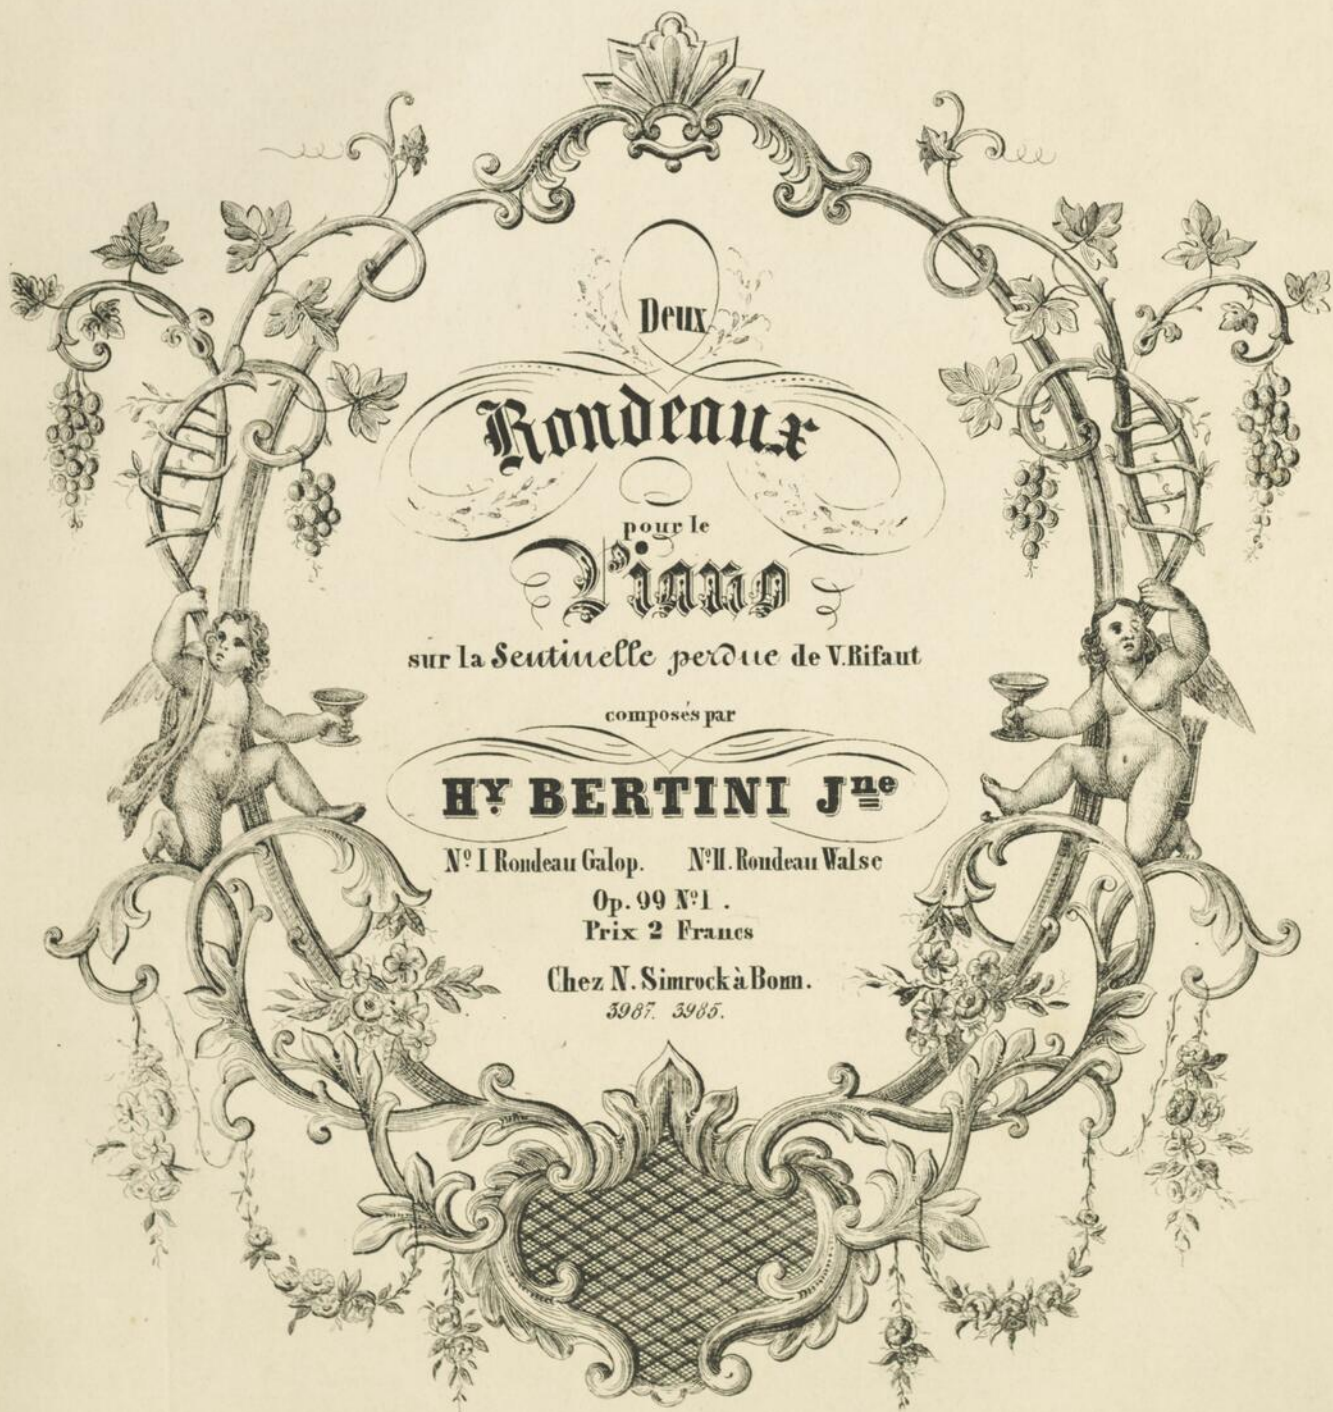 Deux
Rondeaux
pour le
Piano
sur la Sentinelle perdue de V. Rifaut
composés par
HY. BERTINI Jne
No. I Rondeau Galop. No. II. Rondeau Walse
Op. 99 No. 1.
Prix 2 Francs
Chez N. Simrock à Bonn.
3987. 3985.